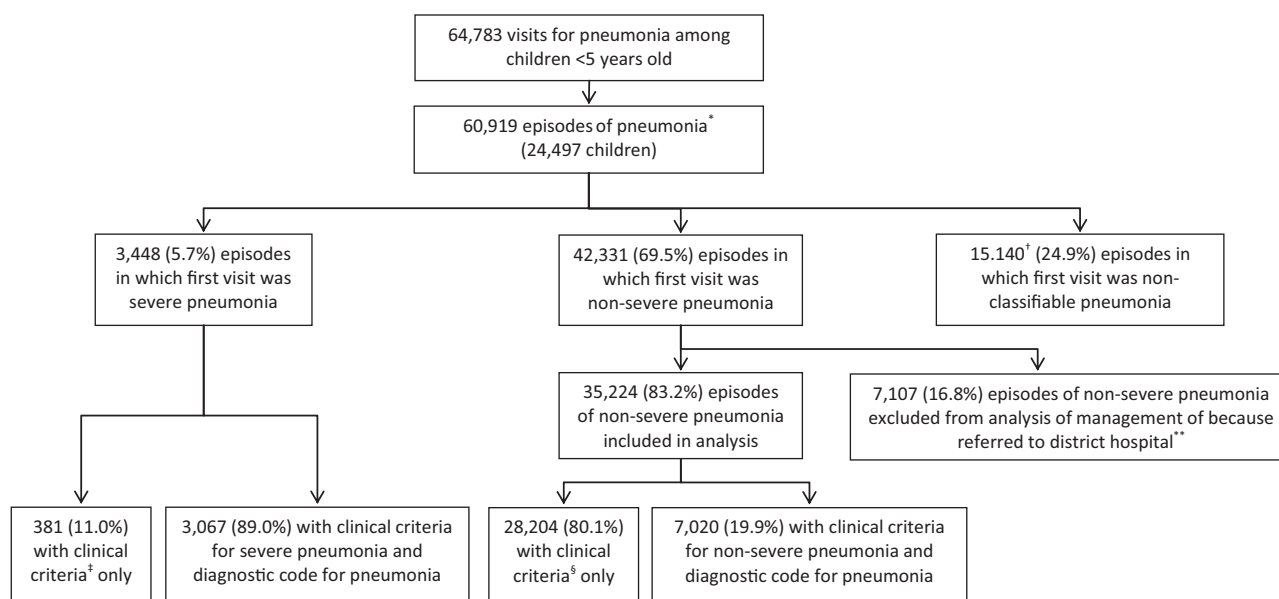 64,783 visits for pneumonia among
children <5 years old
60,919 episodes of pneumonia*
(24,497 children)
3,448 (5.7%) episodes
in which first visit was
severe pneumonia
42,331 (69.5%) episodes in
which first visit was
non-severe pneumonia
15.140† (24.9%) episodes in
which first visit was non-
classifiable pneumonia
35,224 (83.2%) episodes
of non-severe pneumonia
included in analysis
7,107 (16.8%) episodes of non-severe pneumonia
excluded from analysis of management of because
referred to district hospital**
381 (11.0%)
with clinical
criteria‡ only
3,067 (89.0%) with clinical criteria
for severe pneumonia and
diagnostic code for pneumonia
28,204 (80.1%)
with clinical
criteria§ only
7,020 (19.9%) with clinical criteria
for non-severe pneumonia and
diagnostic code for pneumonia